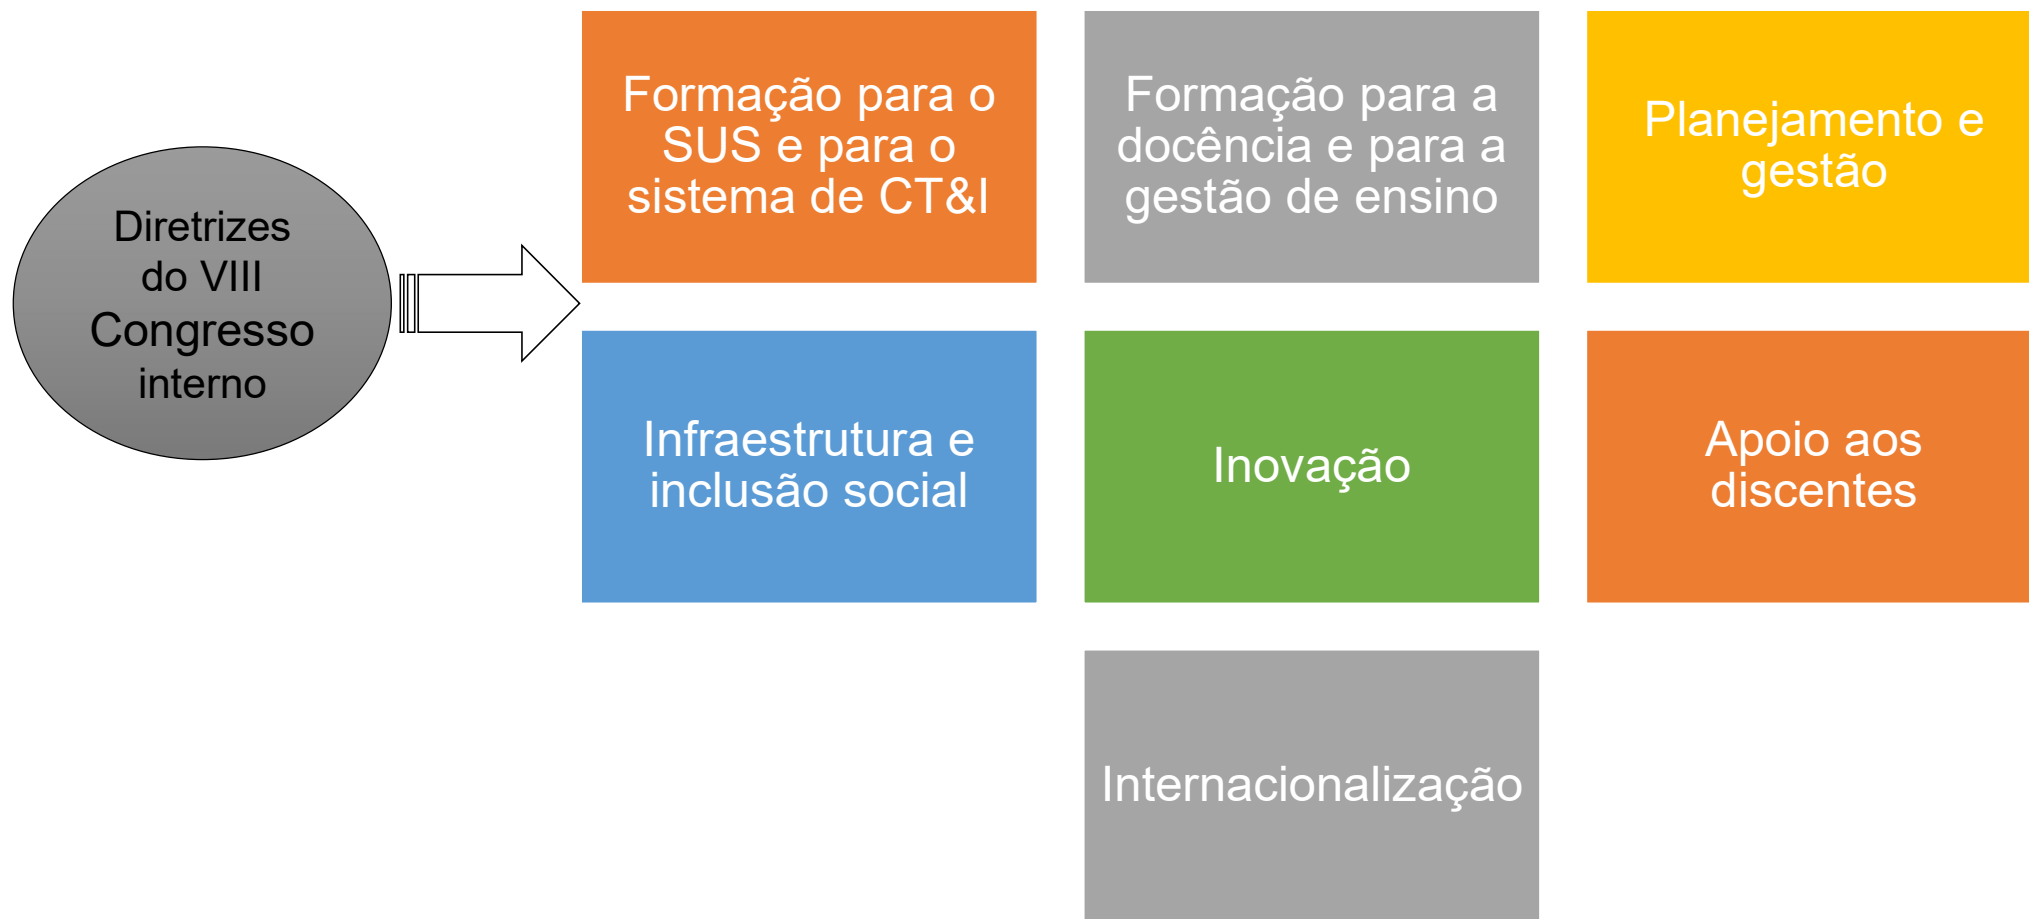 Diretrizes
do VIII
Congresso
interno
Formação para o
SUS e para o
sistema de CT&I
Formação para a
docência e para a
gestão de ensino
Planejamento e
gestão
Infraestrutura e
inclusão social
Inovação
Apoio aos
discentes
Internacionalização